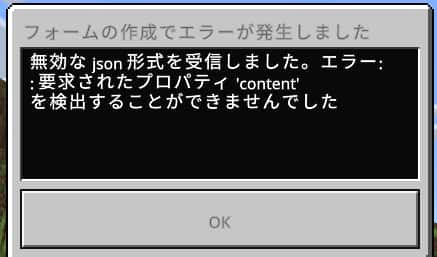 フォームの作成でエラーが発生しました
無効な json 形式を受信しました。エラー:
: 要求されたプロパティ 'content'
を検出することができませんでした
OK